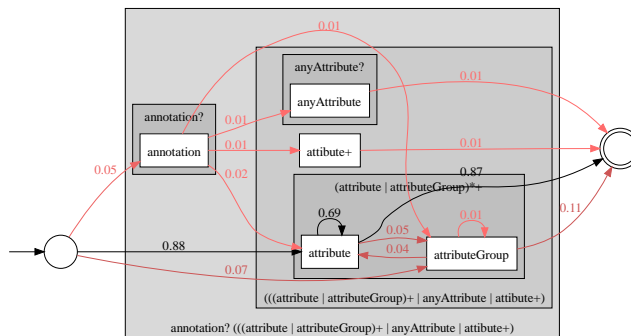 0.01
anyAttribute?
0.01
anyAttribute
annotation?
0.01
annotation
0.01
attibute+
0.01
0.05
0.02
0.87
(attribute | attributeGroup)*+
0.69
0.05
0.01
0.11
attribute
attributeGroup
0.88
0.04
0.07
(((attribute | attributeGroup)+ | anyAttribute | attibute+)
annotation? (((attribute | attributeGroup)+ | anyAttribute | attibute+)